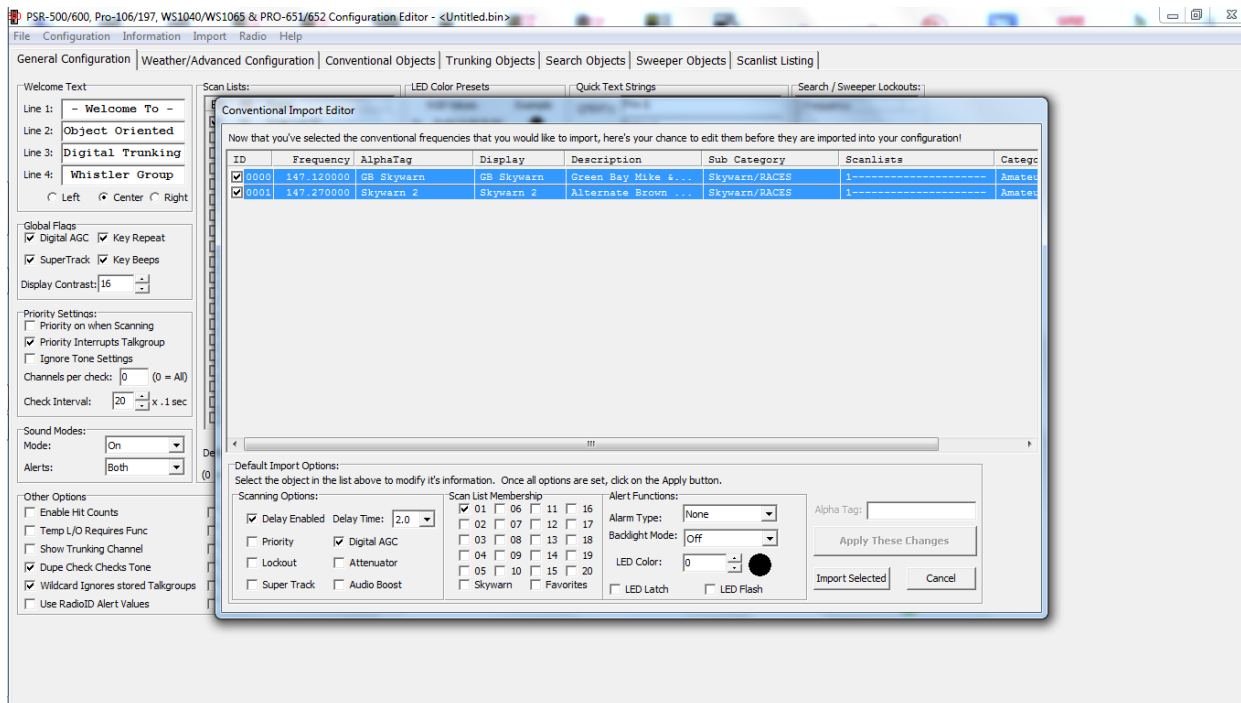 PSR-500/600, Pro-106/197, WS1040/WS1065 & PRO-651/652 Configuration Editor - <Untitled.bin>
File Configuration Information Import Radio Help
General Configuration Weather/Advanced Configuration Conventional Objects Trunking Objects Search Objects Sweeper Objects Scanlist Listing
Welcome Text
Line 1: - Welcome To -
Line 2: Object Oriented
Line 3: Digital Trunking
Line 4: Whistler Group
Left Center Right
Global Flags
Digital AGC Key Repeat
SuperTrack Key Beeps
Display Contrast: 16
Priority Settings:
Priority on when Scanning
Priority Interrupts Talkgroup
Ignore Tone Settings
Channels per check: 0 (0 = All)
Check Interval: 20 x .1 sec
Sound Modes:
Mode: On
Alerts: Both
Other Options
Enable Hit Counts
Temp L/O Requires Func
Show Trunking Channel
Dupe Check Checks Tone
Wildcard Ignores stored Talkgroups
Use RadioID Alert Values
Scan Lists:
LED Color Presets
Quick Text Strings
Search / Sweeper Lockouts:
De
(0
Conventional Import Editor
Now that you've selected the conventional frequencies that you would like to import, here's your chance to edit them before they are imported into your configuration!
ID Frequency AlphaTag Display Description Sub Category Scanlists Catego
0000 147.120000 GB Skywarn GB Skywarn Green Bay Mike &... Skywarn/RACES 1-------------------- Amateu
0001 147.270000 Skywarn 2 Skywarn 2 Alternate Brown ... Skywarn/RACES 1-------------------- Amateu
Default Import Options:
Select the object in the list above to modify it's information. Once all options are set, click on the Apply button.
Scanning Options:
Delay Enabled Delay Time: 2.0
Priority Digital AGC
Lockout Attenuator
Super Track Audio Boost
Scan List Membership
01 06 11 16
02 07 12 17
03 08 13 18
04 09 14 19
05 10 15 20
Skywarn Favorites
Alert Functions:
Alarm Type: None
Backlight Mode: Off
LED Color: 0
LED Latch LED Flash
Alpha Tag:
Apply These Changes
Import Selected Cancel